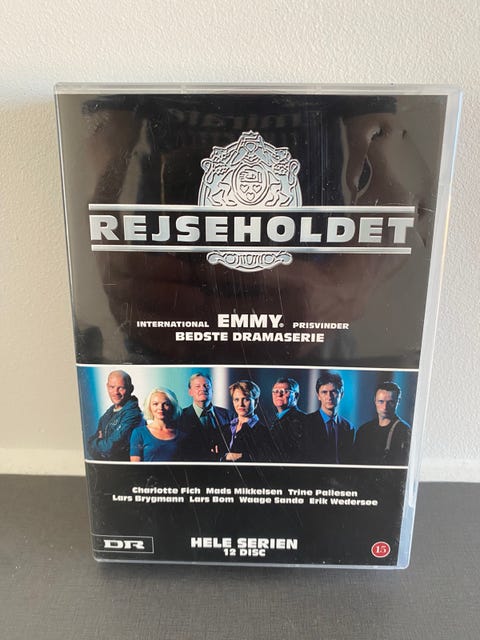 REJSEHOLDET
INTERNATIONAL EMMY® PRISVINDER
BEDSTE DRAMASERIE
Charlotte Fich Mads Mikkelsen Trine Pallesen
Lars Brygmann Lars Bom Waage Sandø Erik Wedersøe
DR
HELE SERIEN
12 DISC
15